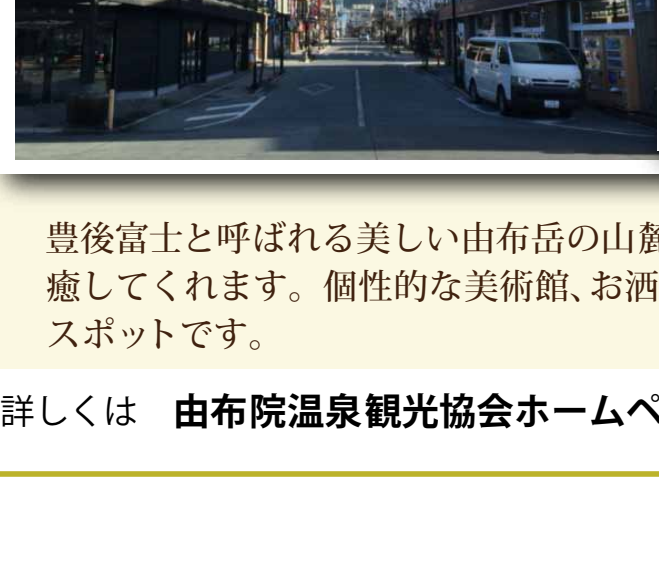 豊後富士と呼ばれる美しい由布岳の山麓
癒してくれます。個性的な美術館、お洒
スポットです。
詳しくは　由布院温泉観光協会ホームペ